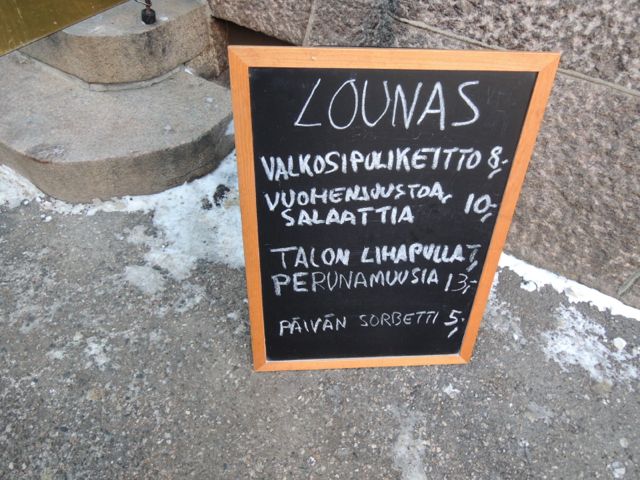 LOUNAS
VALKOSIPULIKEITTO 8,-
VUOHENJUUSTOA,
SALAATTIA 10,-
TALON LIHAPULLAT,
PERUNAMUUSIA 13,-
PÄIVÄN SORBETTI 5,-